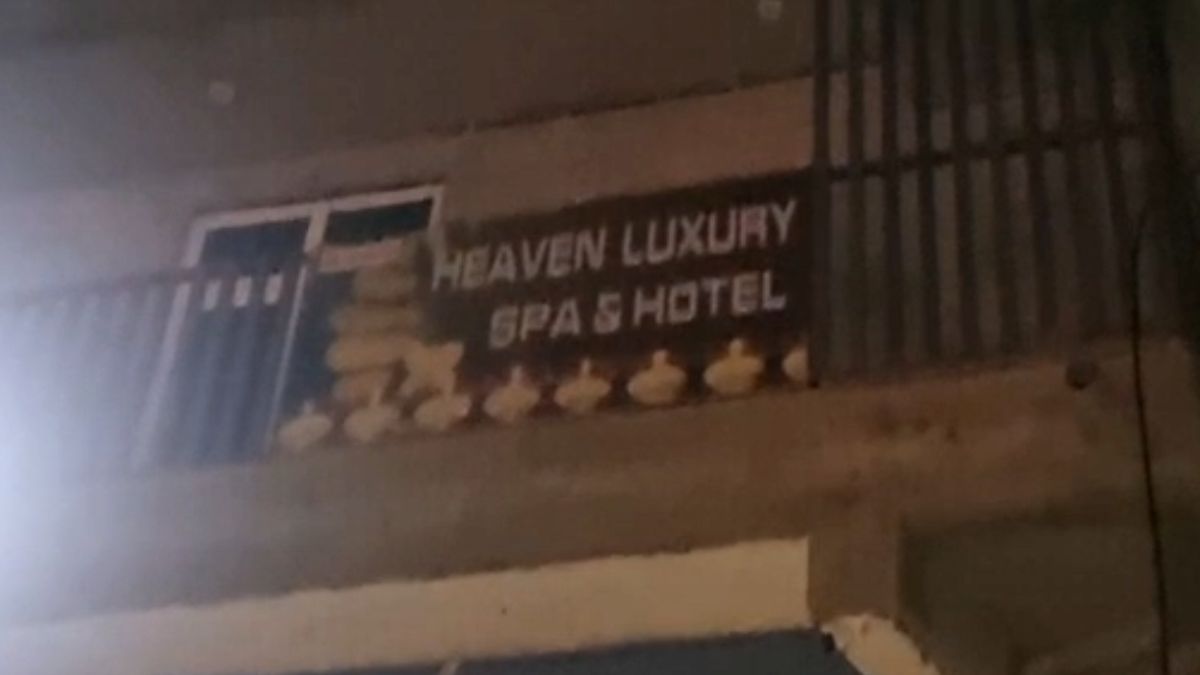 HEAVEN LUXURY
SPA & HOTEL